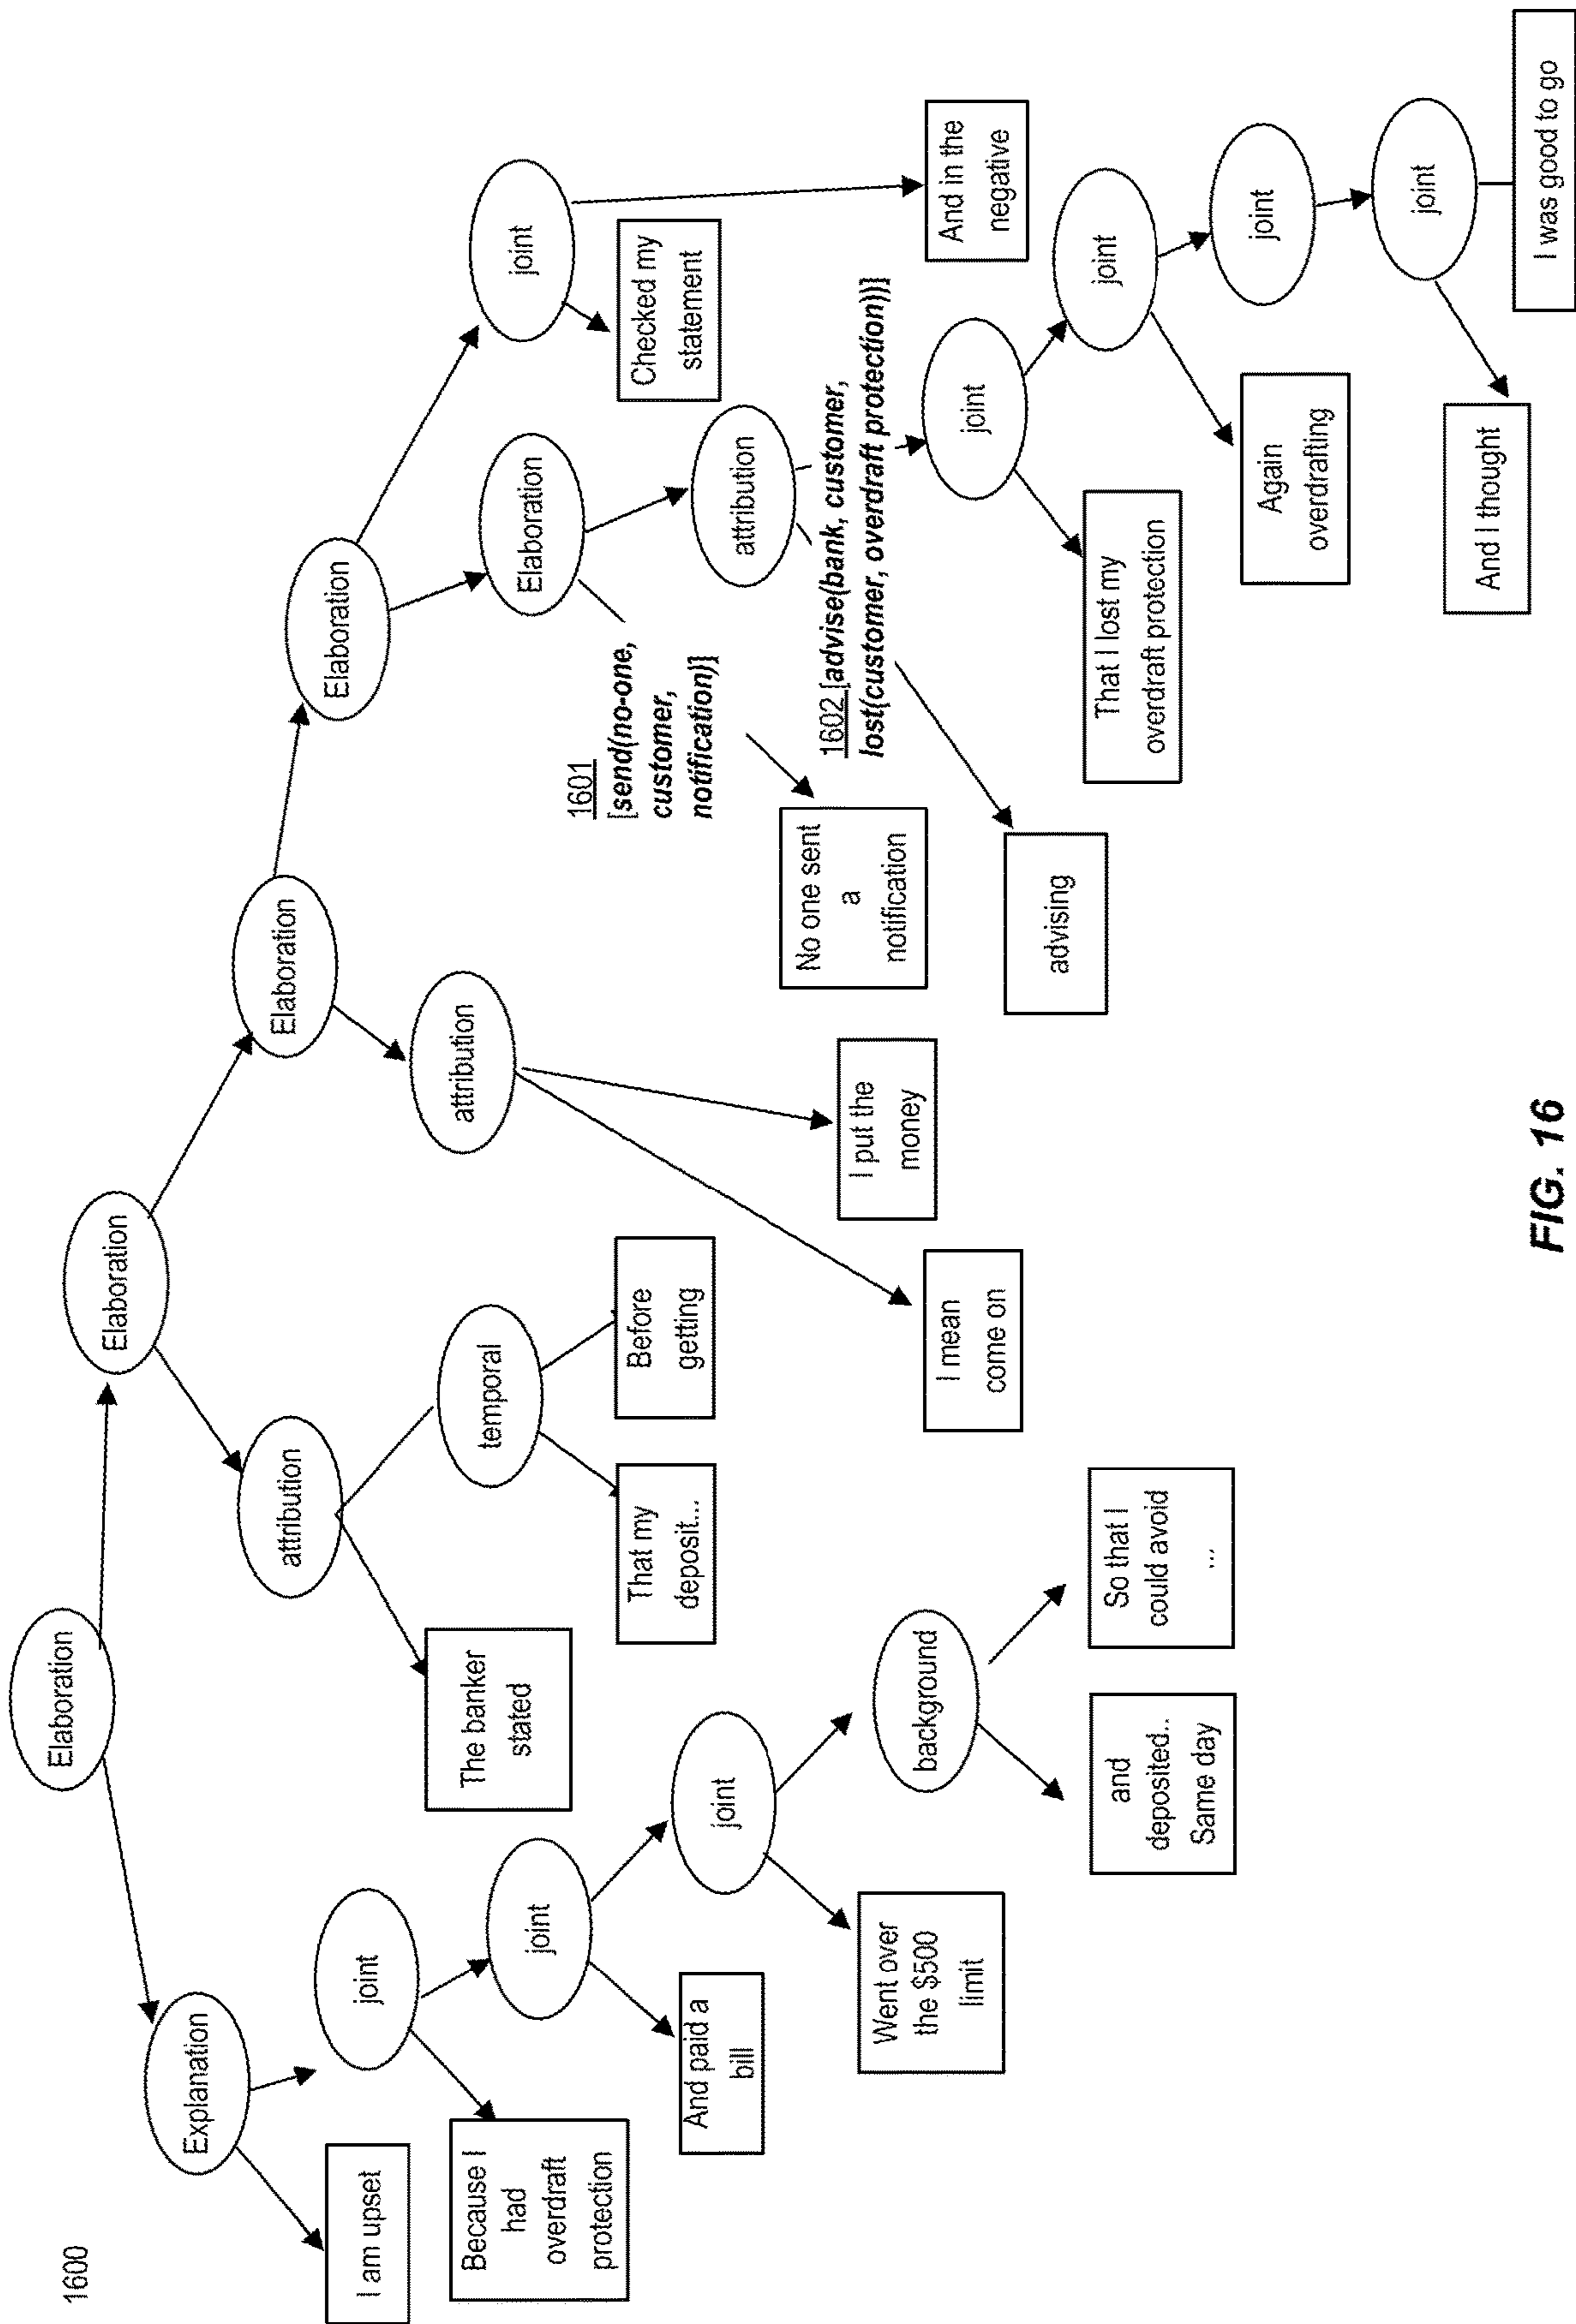 1600
Elaboration
Explanation
I am upset
joint
Because I
had
overdraft
protection
joint
And paid a
bill
joint
Went over
the $500
limit
background
and
deposited..
Same day
So that I
could avoid
...
Elaboration
attribution
The banker
stated
temporal
That my
deposit...
Before
getting
Elaboration
attribution
I mean
come on
I put the
money
Elaboration
Elaboration
1601
[send(no-one,
customer,
notification)]
No one sent
a
notification
attribution
1602 [advise(bank, customer,
lost(customer, overdraft protection))]
advising
joint
That I lost my
overdraft protection
joint
Again
overdrafting
joint
joint
And I thought
I was good to go
joint
Checked my
statement
And in the
negative
FIG. 16